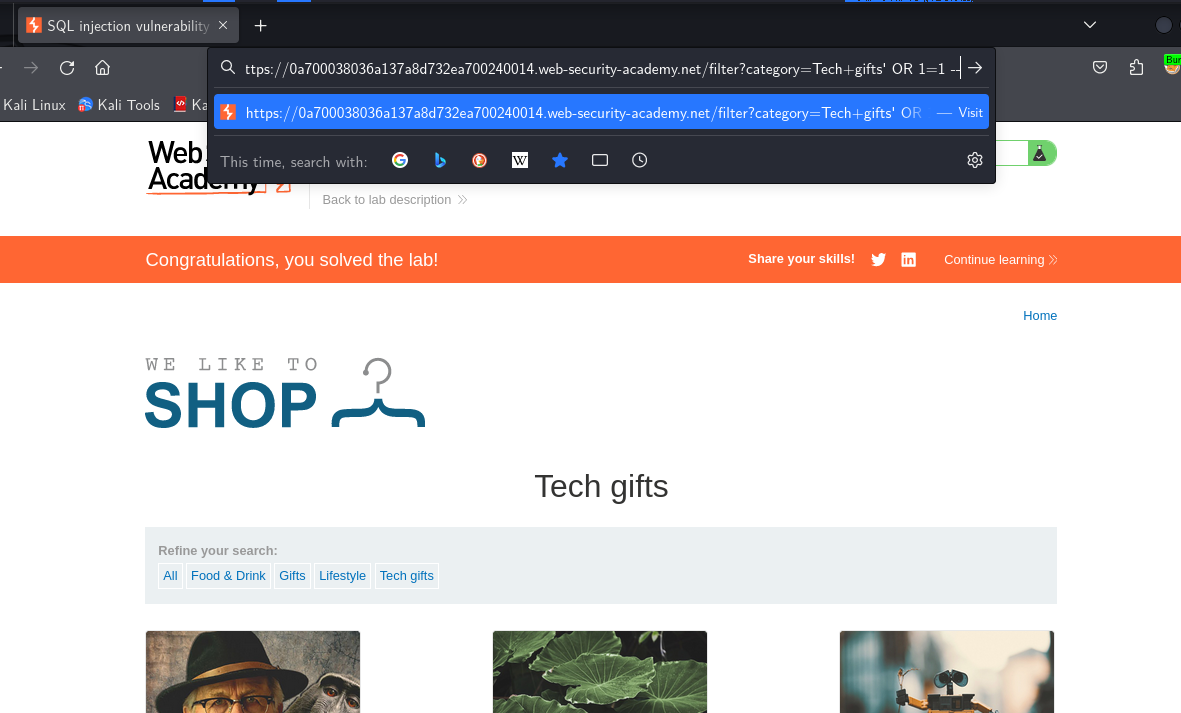 SQL injection vulnerability
ttps://0a700038036a137a8d732ea700240014.web-security-academy.net/filter?category=Tech+gifts' OR 1=1 --
Kali Linux Kali Tools Ka
https://0a700038036a137a8d732ea700240014.web-security-academy.net/filter?category=Tech+gifts' OR — Visit
This time, search with:
Web
Academy
Back to lab description
Congratulations, you solved the lab! Share your skills! Continue learning
Home
WE LIKE TO
SHOP
Tech gifts
Refine your search:
All Food & Drink Gifts Lifestyle Tech gifts